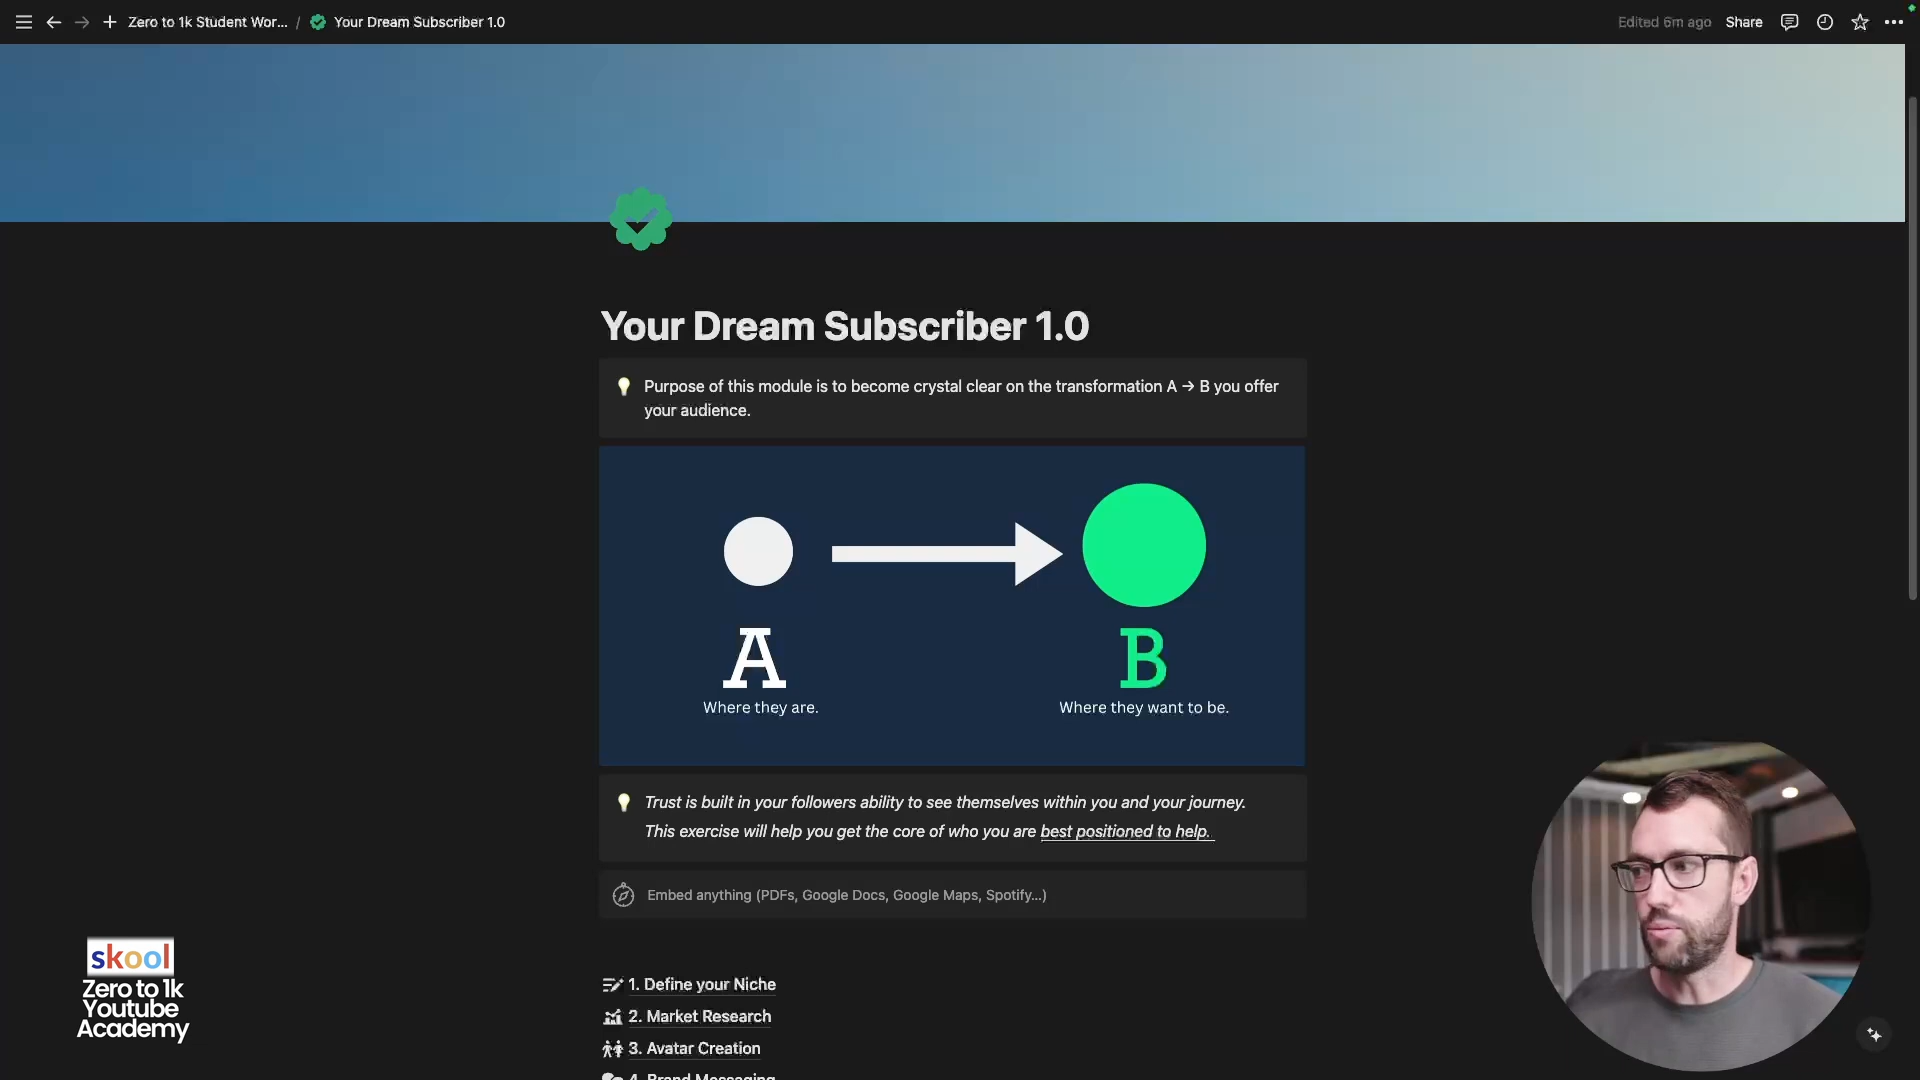 Zero to 1k Student Wor... / Your Dream Subscriber 1.0
Edited 6m ago Share
Your Dream Subscriber 1.0
Purpose of this module is to become crystal clear on the transformation A → B you offer
your audience.
A
B
Where they are.
Where they want to be.
Trust is built in your followers ability to see themselves within you and your journey.
This exercise will help you get the core of who you are best positioned to help.
Embed anything (PDFs, Google Docs, Google Maps, Spotify...)
1. Define your Niche
2. Market Research
3. Avatar Creation
4. Brand Messaging
skool
Zero to 1k
Youtube
Academy